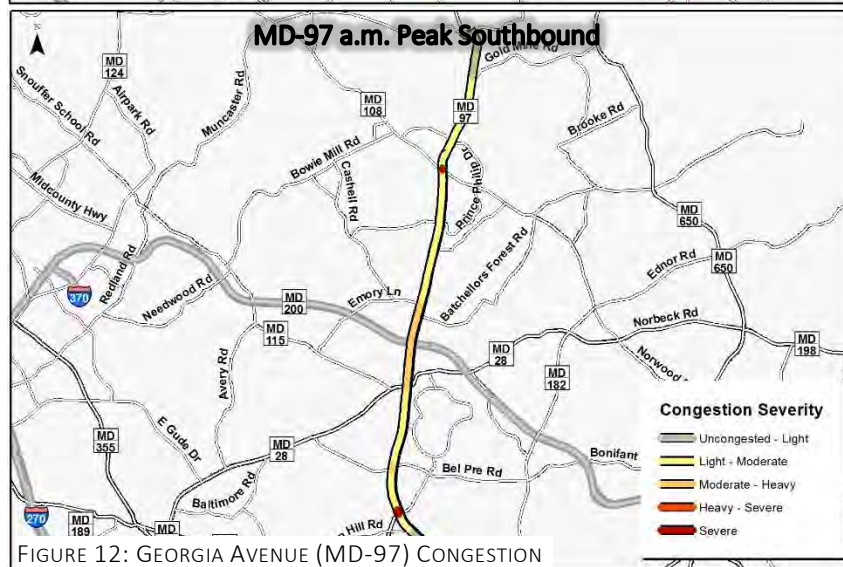 MD-97 a.m. Peak Southbound
N
Gold Mine Rd
MD
124
Snouffer School Rd
Airpark Rd
Muncaster Rd
MD
108
MD
97
Brooke Rd
Bowie Mill Rd
Cashell Rd
Prince Philip Dr
Midcounty Hwy
MD
650
Batchellors Forest Rd
Ednor Rd
MD
650
Redland Rd
Needwood Rd
370
MD
200
Emory Ln
Norbeck Rd
MD
115
MD
28
MD
198
Avery Rd
MD
182
Norwood
E Gude Dr
MD
355
MD
28
Bel Pre Rd
Bonifant
Baltimore Rd
270
MD
189
MD
Hill Rd
Congestion Severity
Uncongested - Light
Light - Moderate
Moderate - Heavy
Heavy - Severe
Severe
FIGURE 12: GEORGIA AVENUE (MD-97) CONGESTION